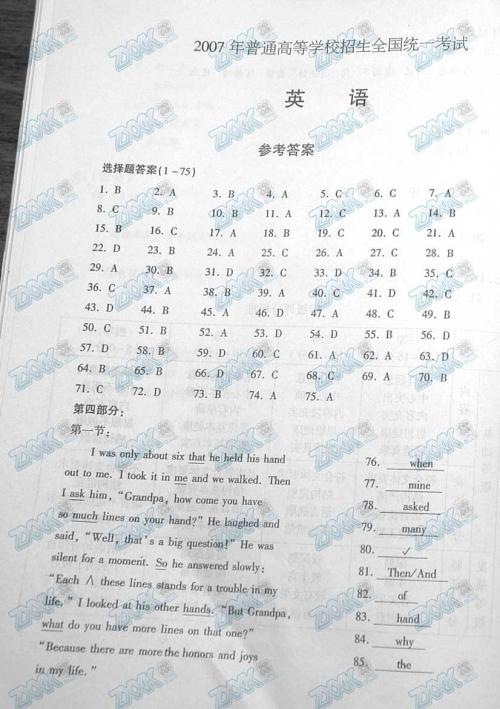 2007 年普通高等学校招生全国统一考试
英 语
参考答案
选择题答案(1-75)
1. B 2. A 3. B 4. A 5. C 6. C 7. A
8. C 9. B 10. B 11. A 12. C 13. A 14. B
15. B 16. C 17. A 18. B 19. C 20. C 21. A
22. D 23. B 24. A 25. C 26. A 27. C 28. B
29. A 30. B 31. D 32. C 33. D 34. B 35. C
36. C 37. A 38. B 39. A 40. D 41. B 42. C
43. D 44. B 45. A 46. C 47. A 48. C 49. B
50. C 51. B 52. A 53. D 54. D 55. B 56. D
57. D 58. B 59. D 60. C 61. A 62. A 63. D
64. B 65. B 66. D 67. A 68. C 69. A 70. B
71. C 72. D 73. B 74. A 75. A
第四部分：
第一节：
I was only about six that he held his hand 76. when
out to me. I took it in me and we walked. Then 77. mine
I ask him, "Grandpa, how come you have 78. asked
so much lines on your hand?" He laughed and 79. many
said, "Well, that's a big question!" He was 80. ✓
silent for a moment. So he answered slowly: 81. Then/And
"Each ∧ these lines stands for a trouble in my 82. of
life." I looked at his other hands. "But Grandpa, 83. hand
what do you have more lines on that one?" 84. why
"Because there are more the honors and joys 85. the
in my life."